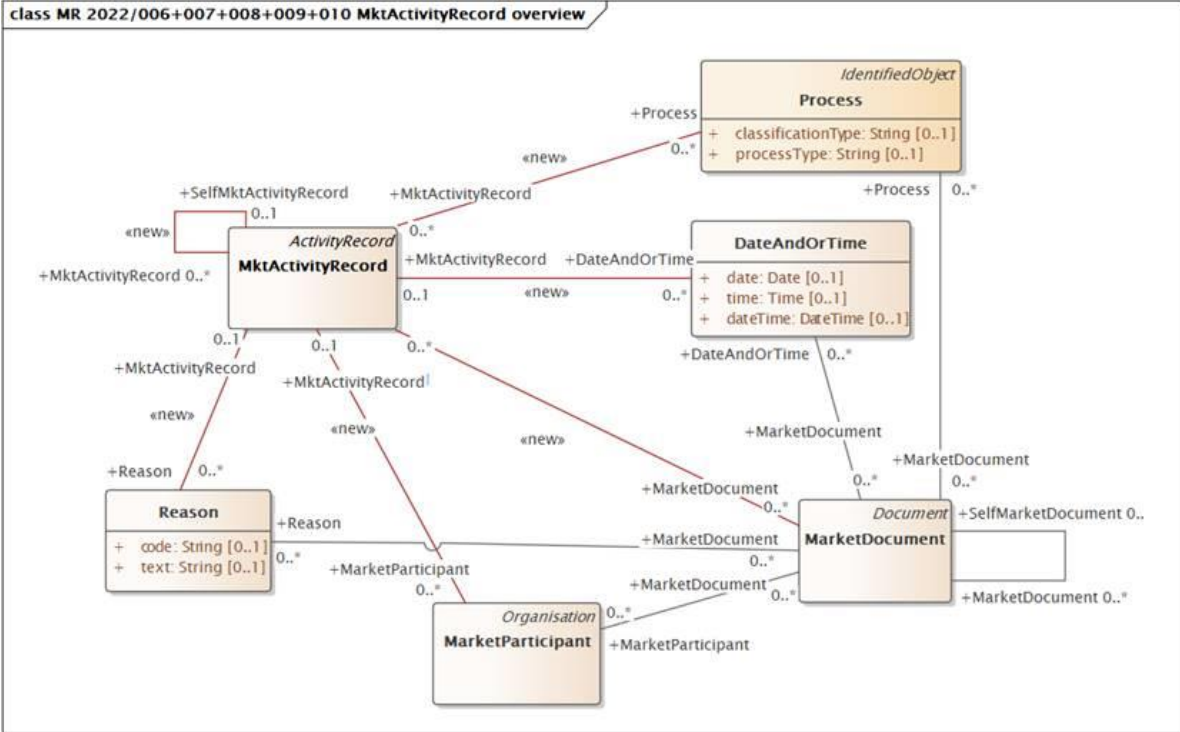 class MR 2022/006+007+008+009+010 MktActivityRecord overview
IdentifiedObject
Process
+ classificationType: String [0..1]
+ processType: String [0..1]
+Process
0..*
«new»
+MktActivityRecord
0..*
+Process 0..*
+SelfMktActivityRecord
0..1
«new»
+MktActivityRecord 0..*
ActivityRecord
MktActivityRecord
+MktActivityRecord +DateAndOrTime
0..1 «new» 0..*
DateAndOrTime
+ date: Date [0..1]
+ time: Time [0..1]
+ dateTime: DateTime [0..1]
+DateAndOrTime 0..*
0..1
+MktActivityRecord
«new»
+Reason 0..*
0..1
+MktActivityRecord
«new»
0..*
«new»
+MarketDocument
0..*
+MarketDocument
0..*
+MarketDocument
0..*
Reason
+ code: String [0..1]
+ text: String [0..1]
+Reason
0..*
+MarketDocument
0..*
+MarketParticipant
0..*
+MarketDocument
0..*
Document
MarketDocument
+SelfMarketDocument 0..
+MarketDocument 0..*
Organisation
MarketParticipant
0..*
+MarketParticipant